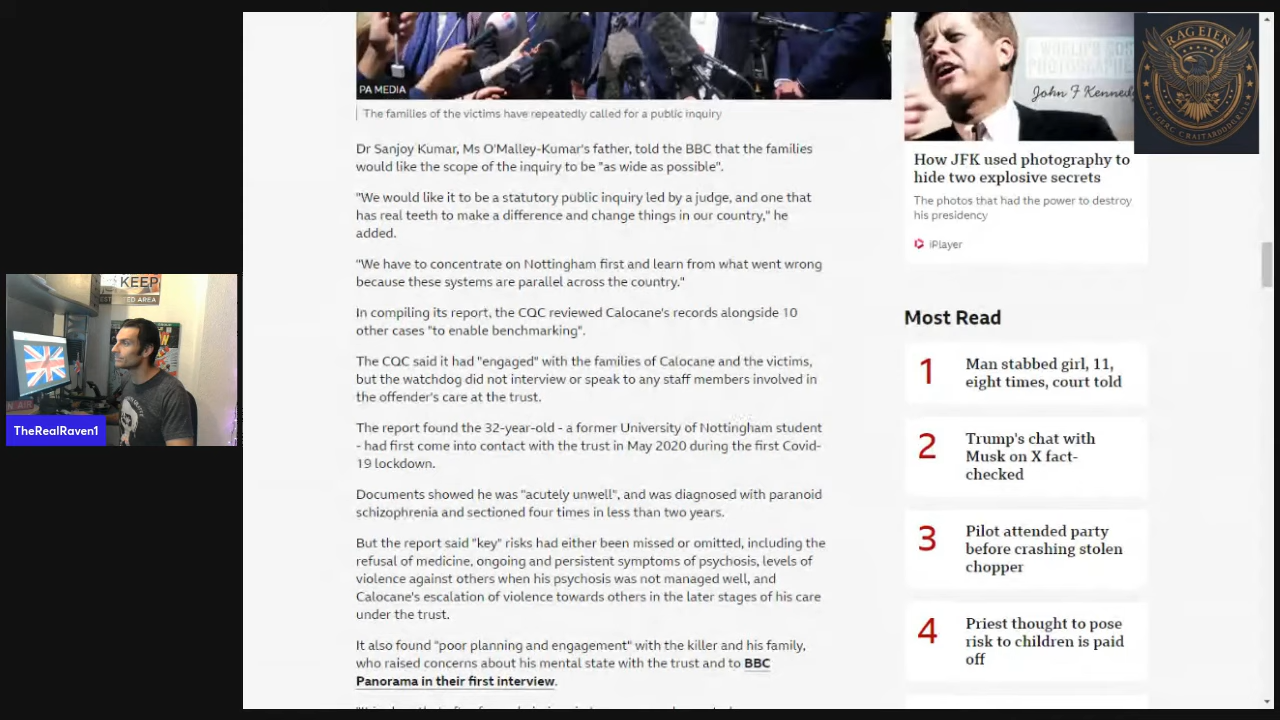 PA MEDIA
The families of the victims have repeatedly called for a public inquiry
Dr Sanjoy Kumar, Ms O'Malley-Kumar's father, told the BBC that the families
would like the scope of the inquiry to be "as wide as possible".
"We would like it to be a statutory public inquiry led by a judge, and one that
has real teeth to make a difference and change things in our country," he
added.
"We have to concentrate on Nottingham first and learn from what went wrong
because these systems are parallel across the country."
In compiling its report, the CQC reviewed Calocane's records alongside 10
other cases "to enable benchmarking".
The CQC said it had "engaged" with the families of Calocane and the victims,
but the watchdog did not interview or speak to any staff members involved in
the offender's care at the trust.
The report found the 32-year-old - a former University of Nottingham student
- had first come into contact with the trust in May 2020 during the first Covid-
19 lockdown.
Documents showed he was "acutely unwell", and was diagnosed with paranoid
schizophrenia and sectioned four times in less than two years.
But the report said "key" risks had either been missed or omitted, including the
refusal of medicine, ongoing and persistent symptoms of psychosis, levels of
violence against others when his psychosis was not managed well, and
Calocane's escalation of violence towards others in the later stages of his care
under the trust.
It also found "poor planning and engagement" with the killer and his family,
who raised concerns about his mental state with the trust and to BBC
Panorama in their first interview.
John F Kennedy
How JFK used photography to
hide two explosive secrets
The photos that had the power to destroy
his presidency
iPlayer
Most Read
1
Man stabbed girl, 11,
eight times, court told
2
Trump's chat with
Musk on X fact-
checked
3
Pilot attended party
before crashing stolen
chopper
4
Priest thought to pose
risk to children is paid
off
RAGEIEN
KEEP
AREA
ON AIR
TheRealRaven1